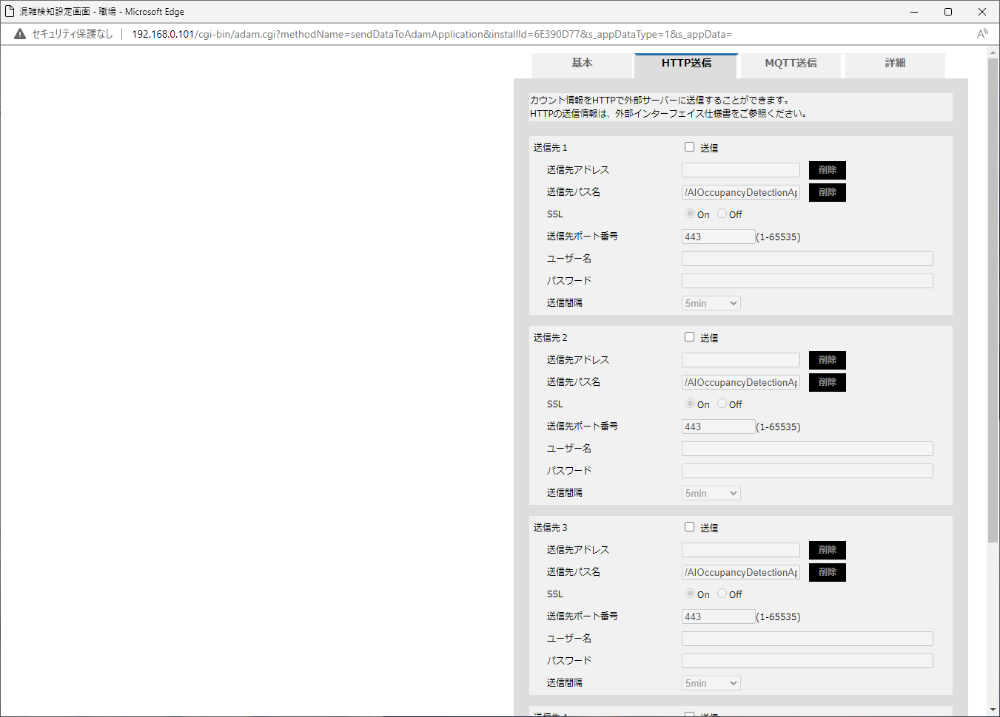 混雑検知設定画面 - 職場 - Microsoft Edge
セキュリティ保護なし 192.168.0.101/cgi-bin/adam.cgi?methodName=sendDataToAdamApplication&installId=6E390D77&s_appDataType=1&s_appData=
基本 HTTP送信 MQTT送信 詳細
カウント情報をHTTPで外部サーバーに送信することができます。
HTTPの送信情報は、外部インターフェイス仕様書をご参照ください。
送信先 1 送信
送信先アドレス 削除
送信先パス名 /AIOccupancyDetectionAp 削除
SSL On Off
送信先ポート番号 443 (1-65535)
ユーザー名
パスワード
送信間隔 5min
送信先 2 送信
送信先アドレス 削除
送信先パス名 /AIOccupancyDetectionAp 削除
SSL On Off
送信先ポート番号 443 (1-65535)
ユーザー名
パスワード
送信間隔 5min
送信先 3 送信
送信先アドレス 削除
送信先パス名 /AIOccupancyDetectionAp 削除
SSL On Off
送信先ポート番号 443 (1-65535)
ユーザー名
パスワード
送信間隔 5min
送信先 4 送信